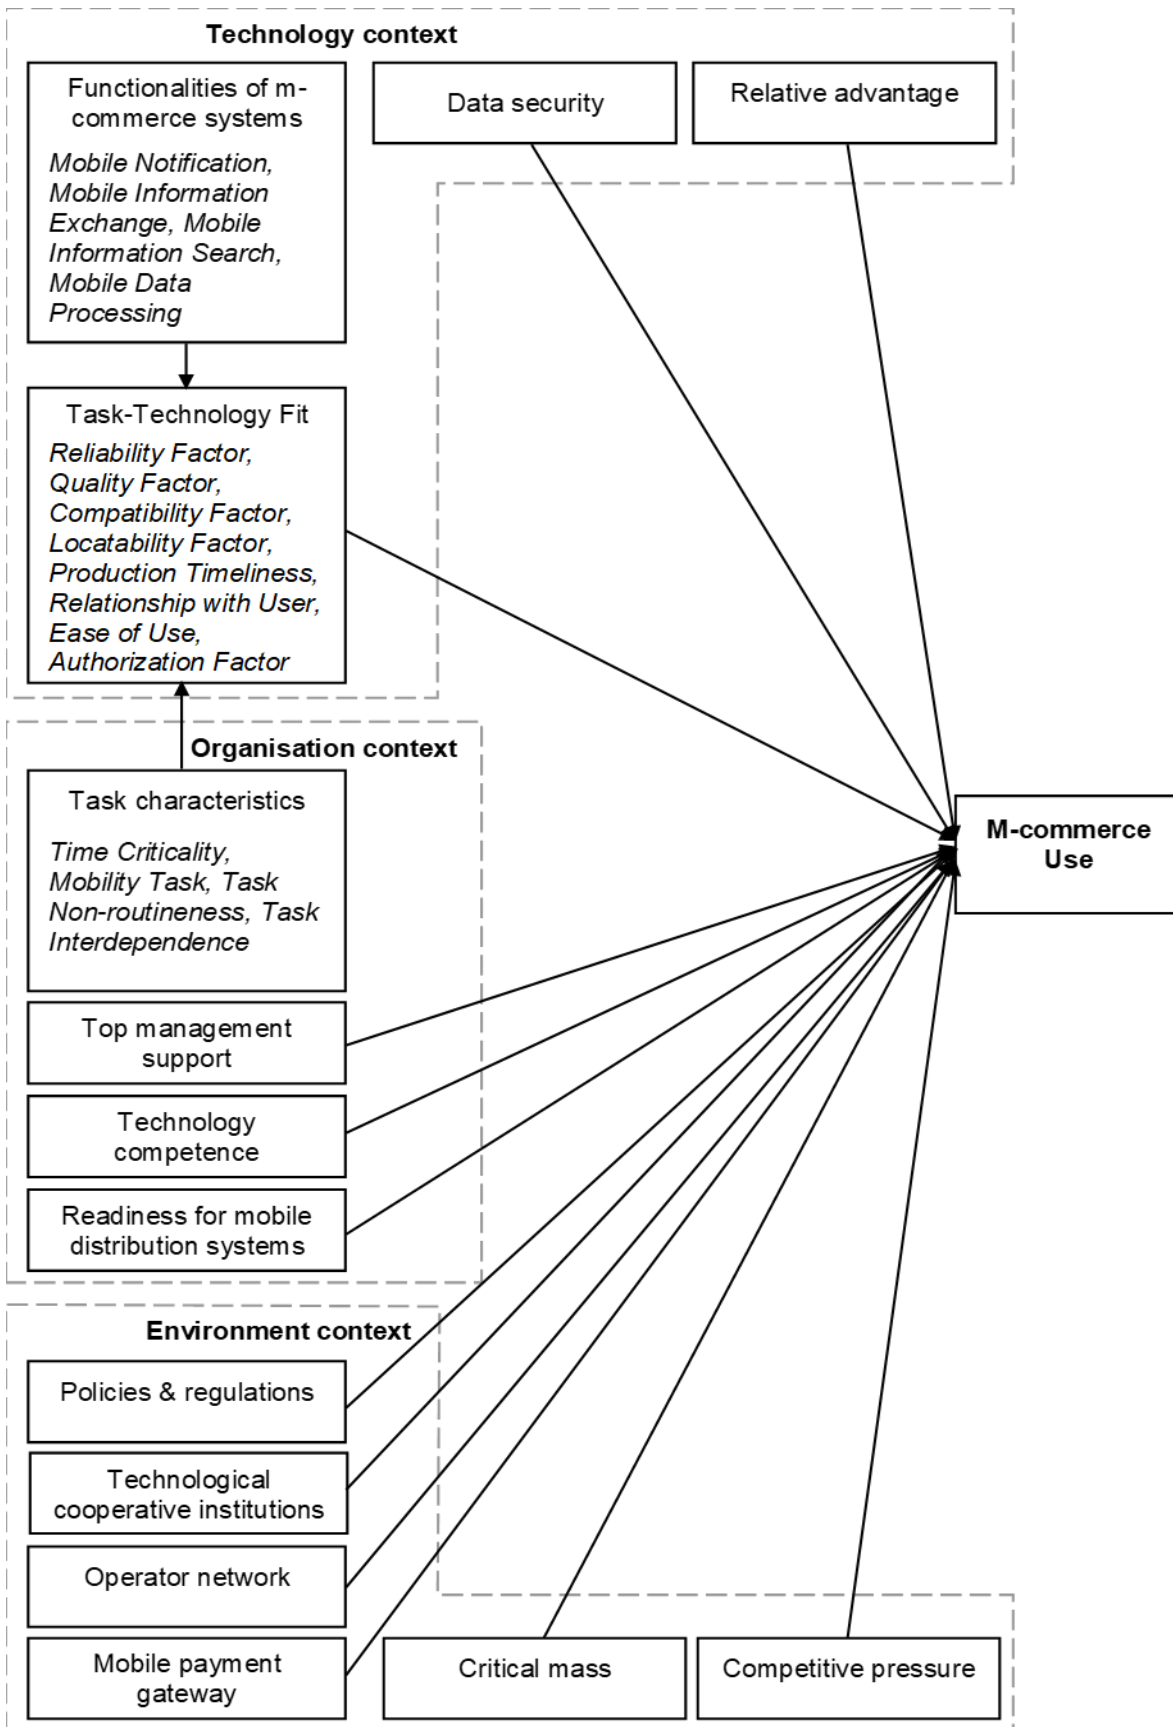 Technology context
Functionalities of m-
commerce systems
Mobile Notification,
Mobile Information
Exchange, Mobile
Information Search,
Mobile Data
Processing
Data security
Relative advantage
Task-Technology Fit
Reliability Factor,
Quality Factor,
Compatibility Factor,
Locatability Factor,
Production Timeliness,
Relationship with User,
Ease of Use,
Authorization Factor
Organisation context
Task characteristics
Time Criticality,
Mobility Task, Task
Non-routineness, Task
Interdependence
Top management
support
Technology
competence
Readiness for mobile
distribution systems
M-commerce
Use
Environment context
Policies & regulations
Technological
cooperative institutions
Operator network
Mobile payment
gateway
Critical mass
Competitive pressure